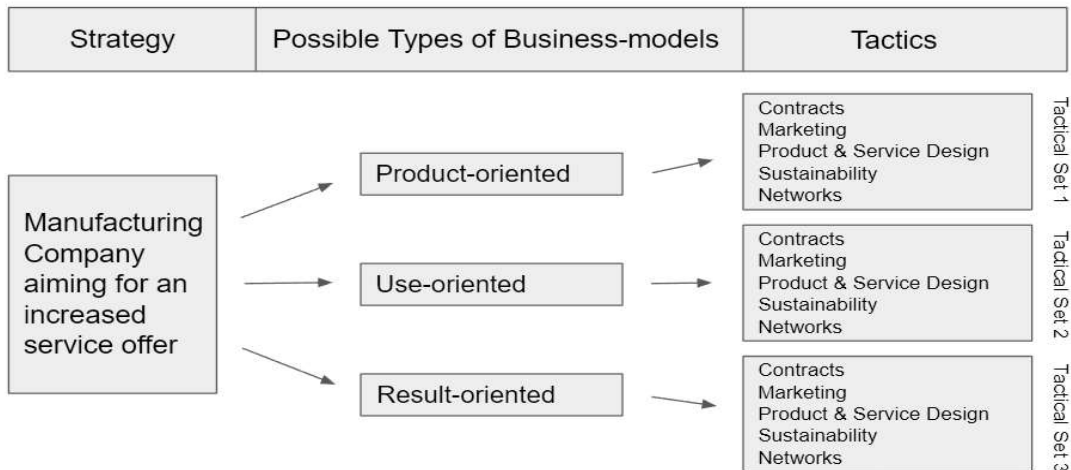 Strategy
Possible Types of Business-models
Tactics
Manufacturing
Company
aiming for an
increased
service offer
Product-oriented
Use-oriented
Result-oriented
Contracts
Marketing
Product & Service Design
Sustainability
Networks
Tactical Set 1
Contracts
Marketing
Product & Service Design
Sustainability
Networks
Tactical Set 2
Contracts
Marketing
Product & Service Design
Sustainability
Networks
Tactical Set 3